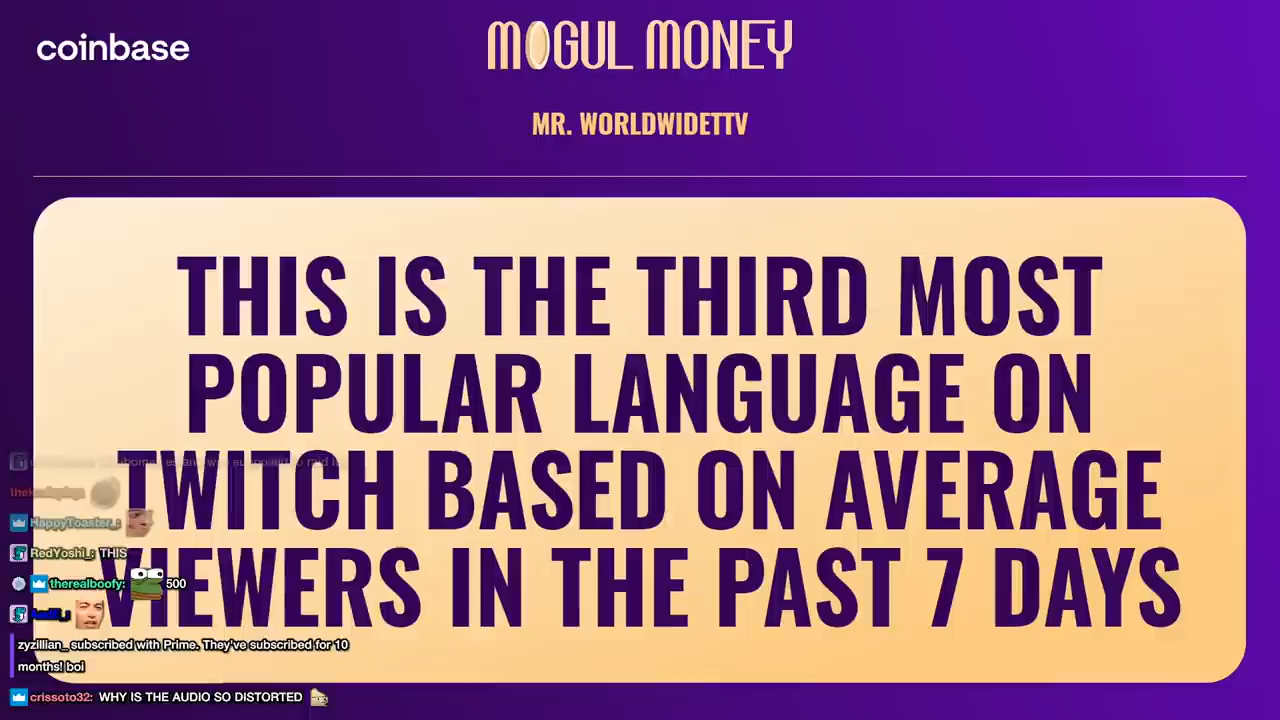 coinbase
MOGUL MONEY
MR. WORLDWIDETTV
THIS IS THE THIRD MOST
POPULAR LANGUAGE ON
TWITCH BASED ON AVERAGE
VIEWERS IN THE PAST 7 DAYS
HappyToaster_:
RedYoshi_: THIS
therealboofy: 500
zyzillian_ subscribed with Prime. They've subscribed for 10
months! boi
crissoto32: WHY IS THE AUDIO SO DISTORTED